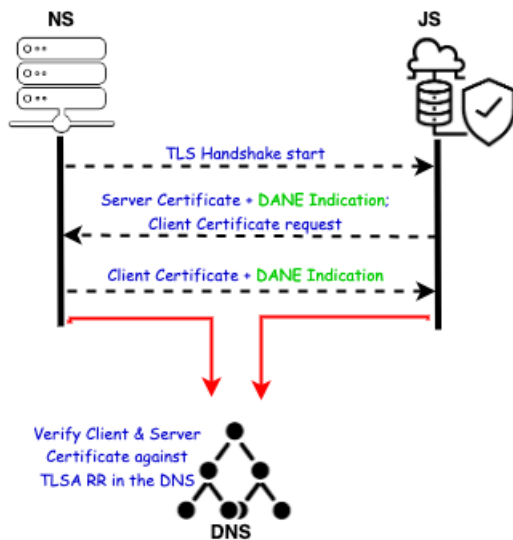 NS
JS
TLS Handshake start
Server Certificate + DANE Indication;
Client Certificate request
Client Certificate + DANE Indication
Verify Client & Server
Certificate against
TLSA RR in the DNS
DNS